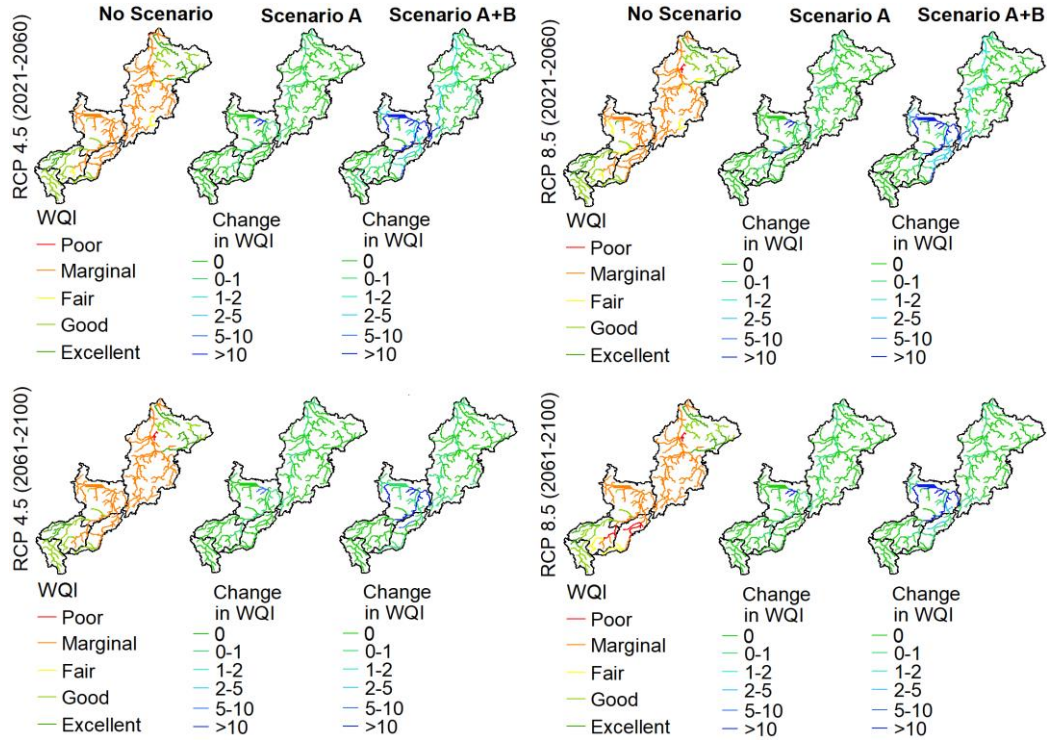 No Scenario Scenario A Scenario A+B
RCP 4.5 (2021-2060)
WQI
Poor
Marginal
Fair
Good
Excellent
Change
in WQI
0
0-1
1-2
2-5
5-10
>10
Change
in WQI
0
0-1
1-2
2-5
5-10
>10
No Scenario Scenario A Scenario A+B
RCP 8.5 (2021-2060)
WQI
Poor
Marginal
Fair
Good
Excellent
Change
in WQI
0
0-1
1-2
2-5
5-10
>10
Change
in WQI
0
0-1
1-2
2-5
5-10
>10
RCP 4.5 (2061-2100)
WQI
Poor
Marginal
Fair
Good
Excellent
Change
in WQI
0
0-1
1-2
2-5
5-10
>10
Change
in WQI
0
0-1
1-2
2-5
5-10
>10
RCP 8.5 (2061-2100)
WQI
Poor
Marginal
Fair
Good
Excellent
Change
in WQI
0
0-1
1-2
2-5
5-10
>10
Change
in WQI
0
0-1
1-2
2-5
5-10
>10